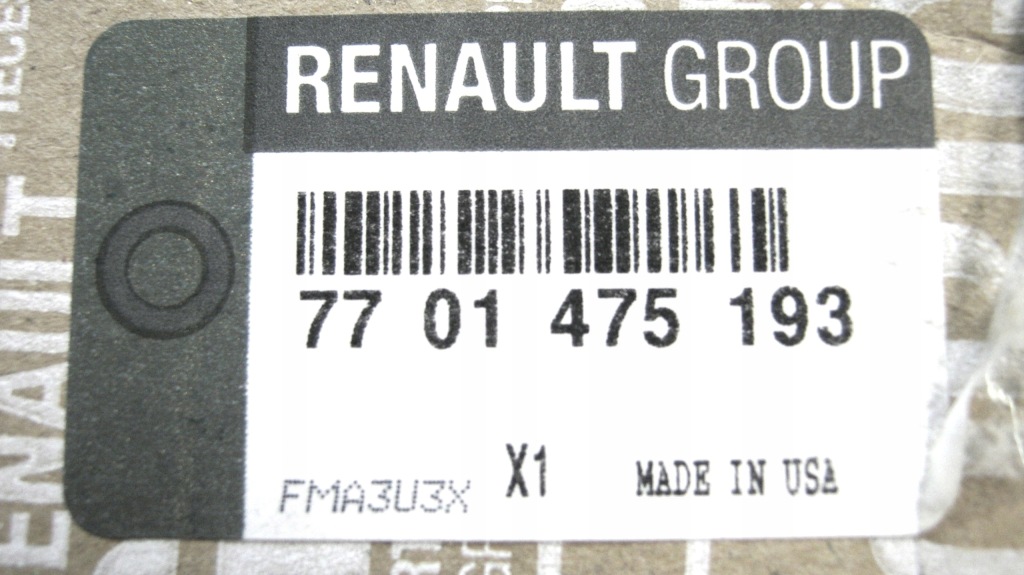 RENAULT GROUP
77 01 475 193
FMA3U3X X1 MADE IN USA